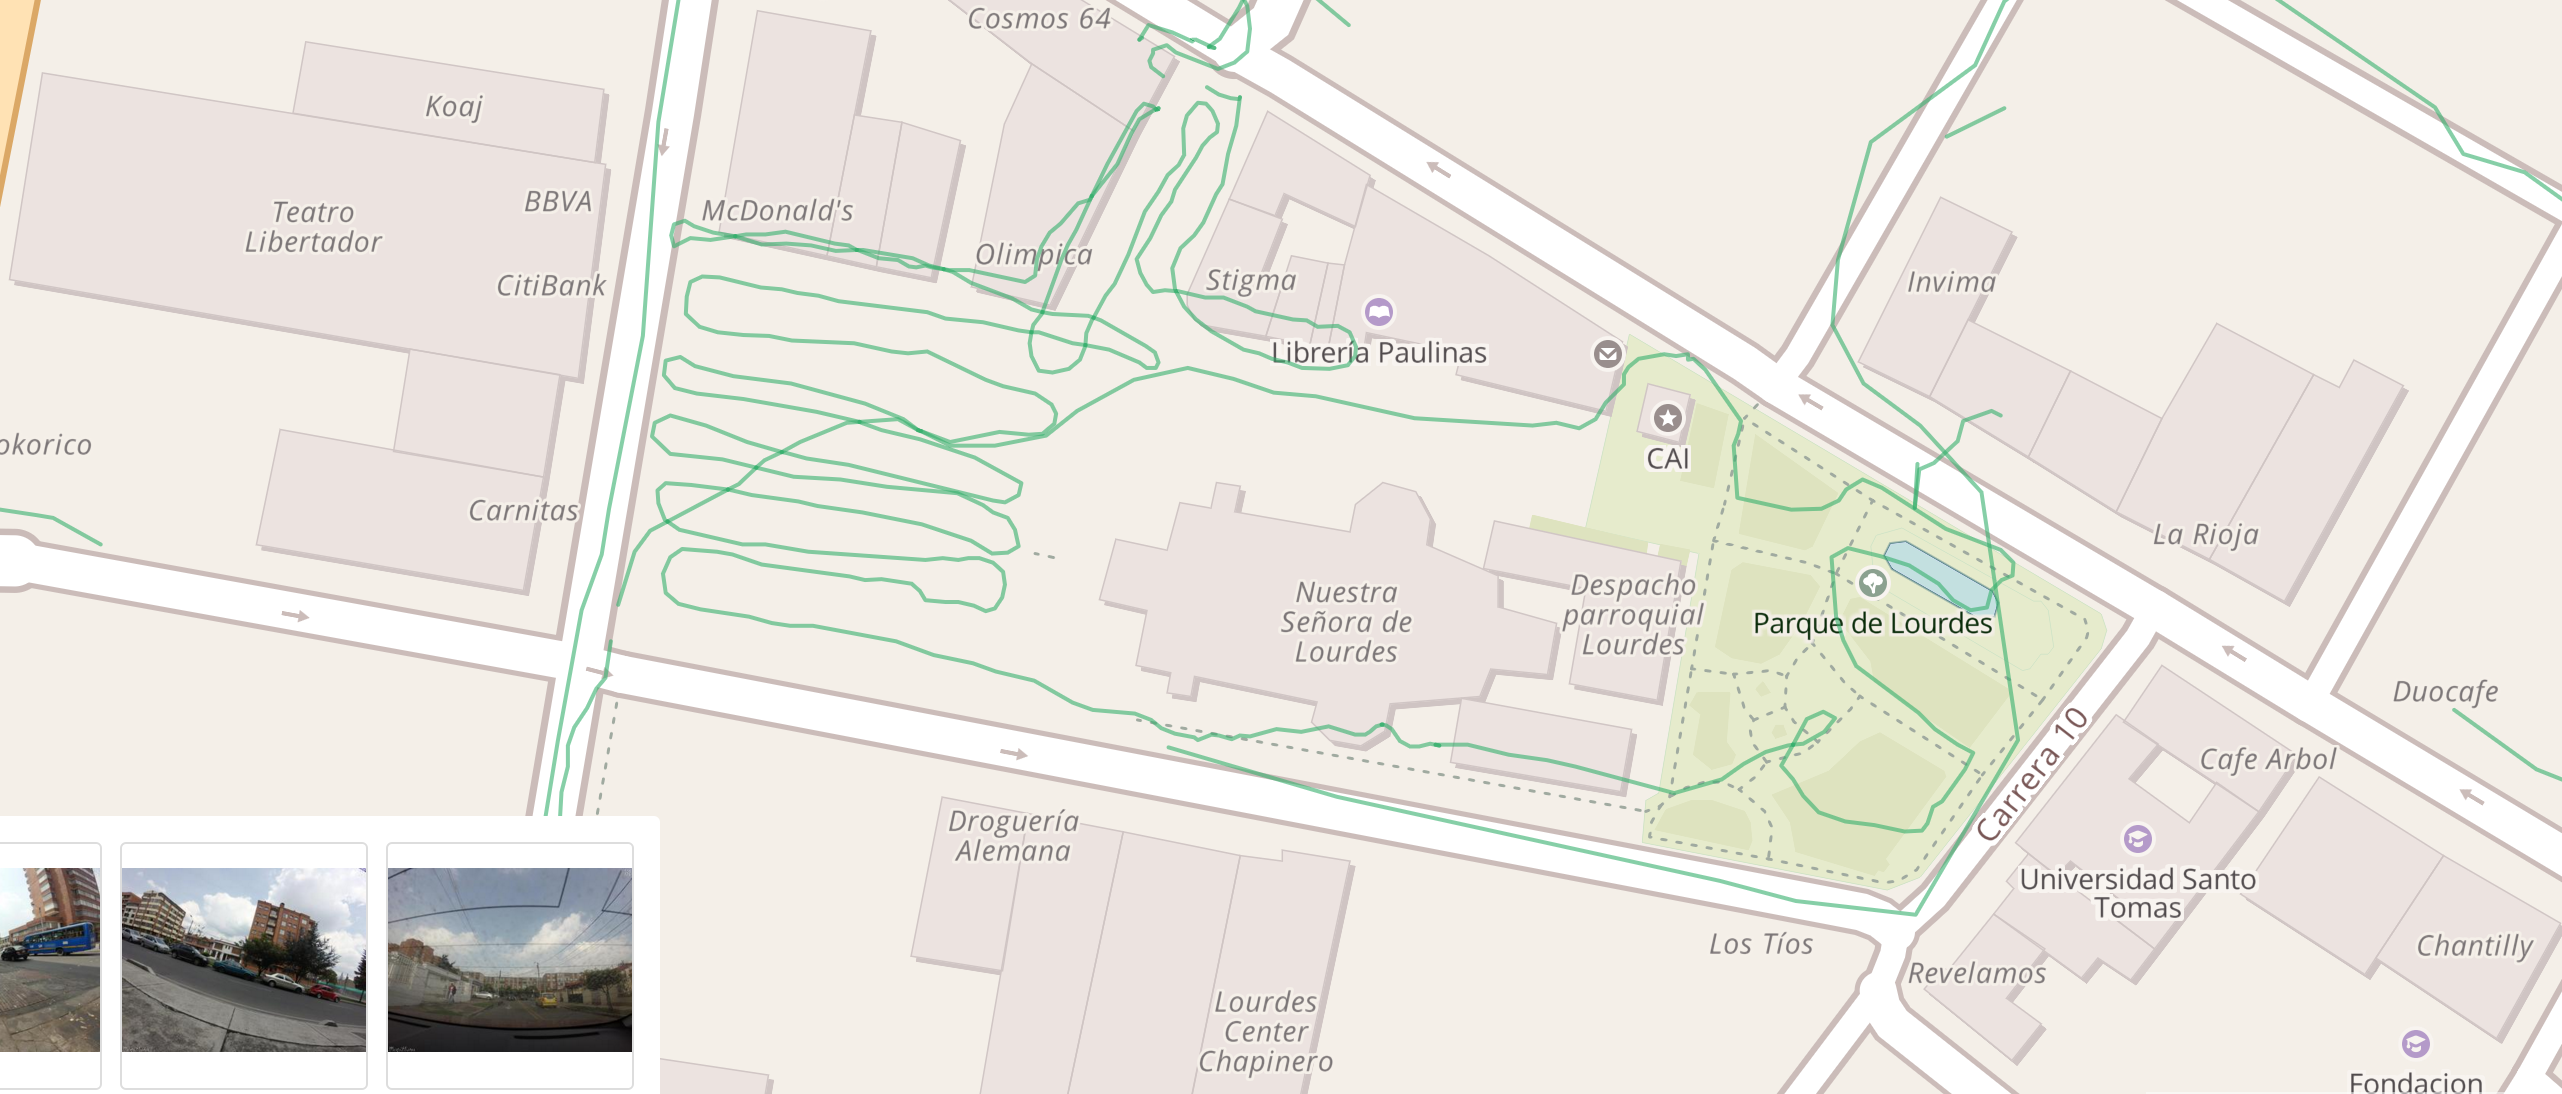 Cosmos 64
Koaj
BBVA
McDonald's
Teatro
Libertador
Olimpica
CitiBank
Stigma
Invima
Librería Paulinas
okorico
CAI
Carnitas
La Rioja
Nuestra
Señora de
Lourdes
Despacho
parroquial
Lourdes
Parque de Lourdes
Duocafe
Carrera 10
Cafe Arbol
Droguería
Alemana
Universidad Santo
Tomas
Los Tíos
Chantilly
Revelamos
Lourdes
Center
Chapinero
Fundacion